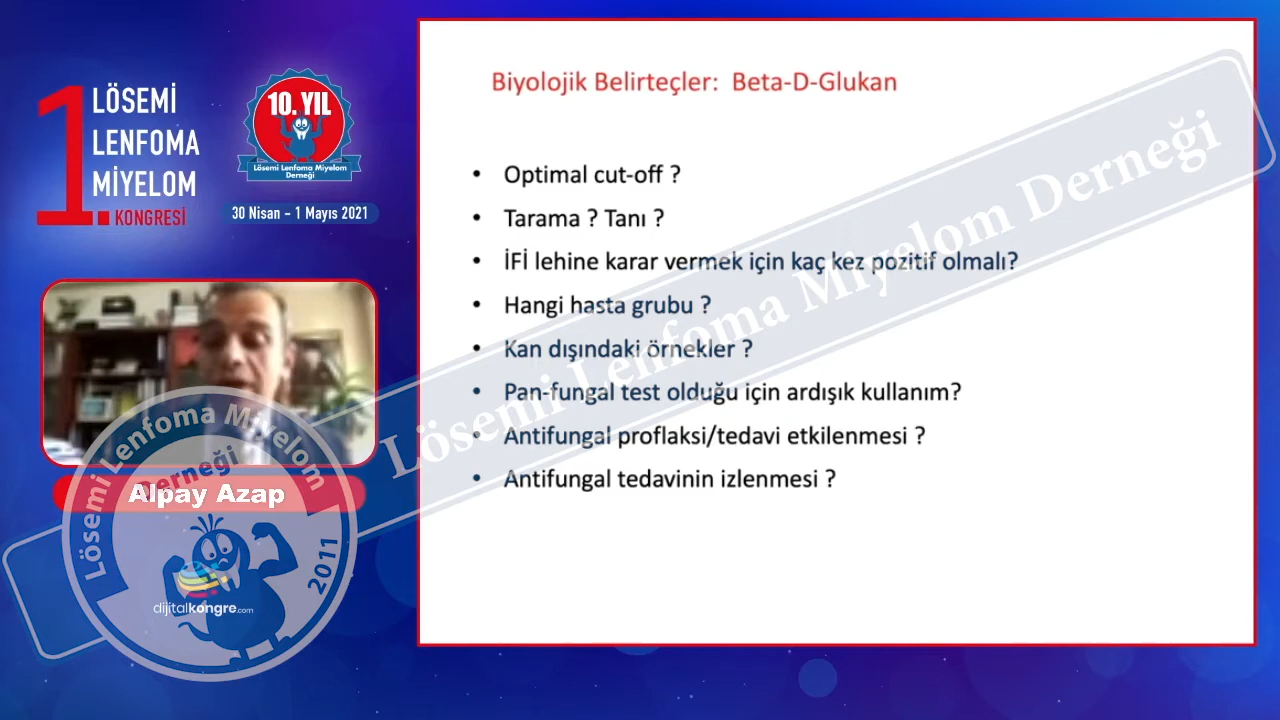 1.
LÖSEMİ
LENFOMA
MİYELOM
KONGRESİ
10. YIL
Lösemi Lenfoma Miyelom
Derneği
30 Nisan - 1 Mayıs 2021
Alpay Azap
Lösemi Lenfoma Miyelom
Derneği
2011
dijitalkongre.com
Biyolojik Belirteçler: Beta-D-Glukan
• Optimal cut-off ?
• Tarama ? Tanı ?
• İFİ lehine karar vermek için kaç kez pozitif olmalı?
• Hangi hasta grubu ?
• Kan dışındaki örnekler ?
• Pan-fungal test olduğu için ardışık kullanım?
• Antifungal proflaksi/tedavi etkilenmesi ?
• Antifungal tedavinin izlenmesi ?
Lösemi Lenfoma Miyelom Derneği